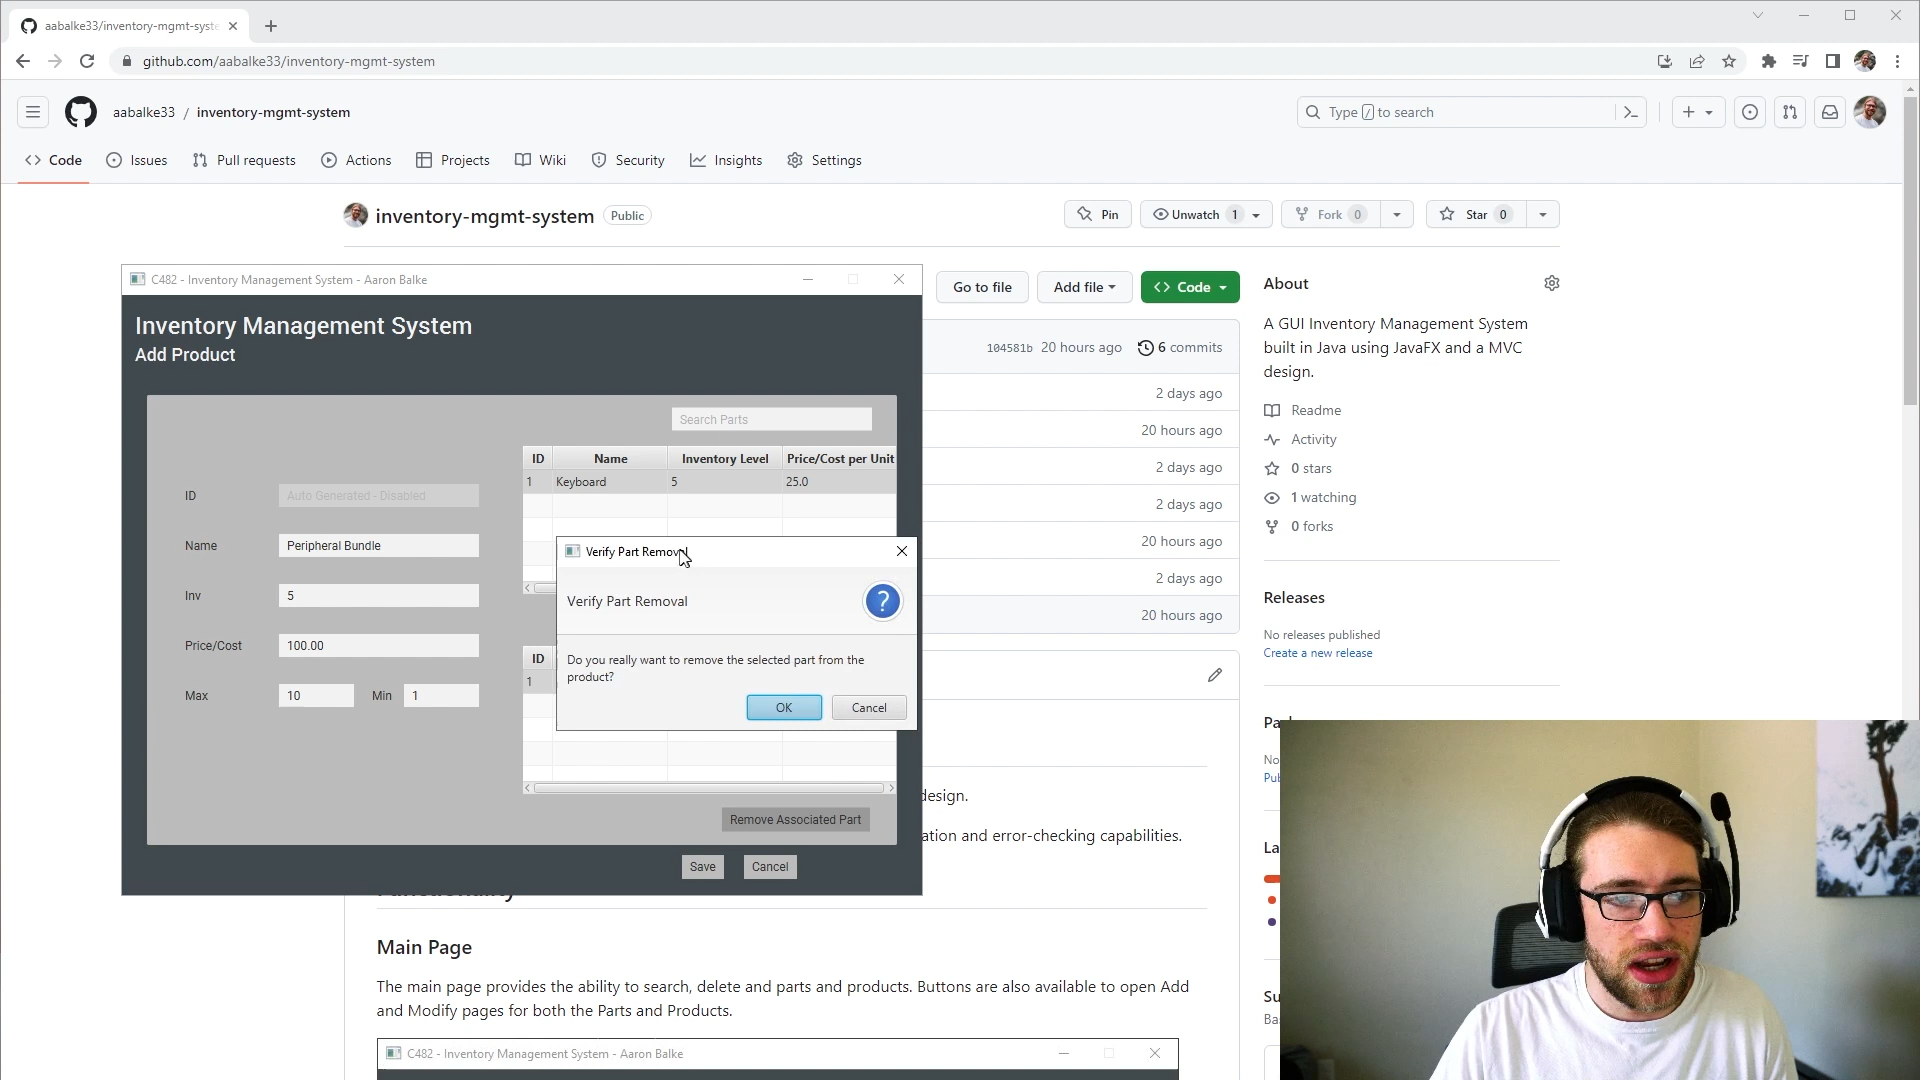 aabalke33/inventory-mgmt-syste
github.com/aabalke33/inventory-mgmt-system
aabalke33 / inventory-mgmt-system
Type / to search
Code
Issues
Pull requests
Actions
Projects
Wiki
Security
Insights
Settings
inventory-mgmt-system
Public
Pin
Unwatch 1
Fork 0
Star 0
C482 - Inventory Management System - Aaron Balke
Inventory Management System
Add Product
Search Parts
ID Name Inventory Level Price/Cost per Unit
1 Keyboard 5 25.0
ID Auto Generated - Disabled
Name Peripheral Bundle
Inv 5
Price/Cost 100.00
Max 10 Min 1
ID
1
Verify Part Removal
Verify Part Removal
Do you really want to remove the selected part from the
product?
OK Cancel
Remove Associated Part
Save Cancel
Go to file
Add file
Code
104581b 20 hours ago 6 commits
2 days ago
20 hours ago
2 days ago
2 days ago
20 hours ago
2 days ago
20 hours ago
design.
ation and error-checking capabilities.
Main Page
The main page provides the ability to search, delete and parts and products. Buttons are also available to open Add
and Modify pages for both the Parts and Products.
C482 - Inventory Management System - Aaron Balke
About
A GUI Inventory Management System
built in Java using JavaFX and a MVC
design.
Readme
Activity
0 stars
1 watching
0 forks
Releases
No releases published
Create a new release
No